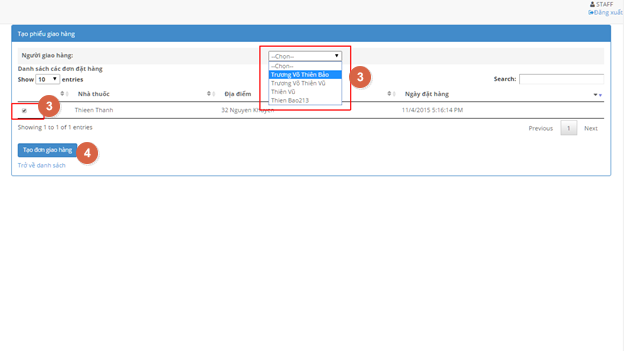 STAFF
Đăng xuất
Tạo phiếu giao hàng
Người giao hàng:
--Chọn--
--Chọn--
Trương Võ Thiên Bảo
Trương Võ Thiên Vũ
Thiên Vũ
Thien Bao213
3
Danh sách các đơn đặt hàng
Show 10 entries
Search:
Nhà thuốc Địa điểm Ngày đặt hàng
3
Thieen Thanh 32 Nguyen Khuyen 11/4/2015 5:16:14 PM
Showing 1 to 1 of 1 entries
Previous 1 Next
Tạo đơn giao hàng
4
Trở về danh sách